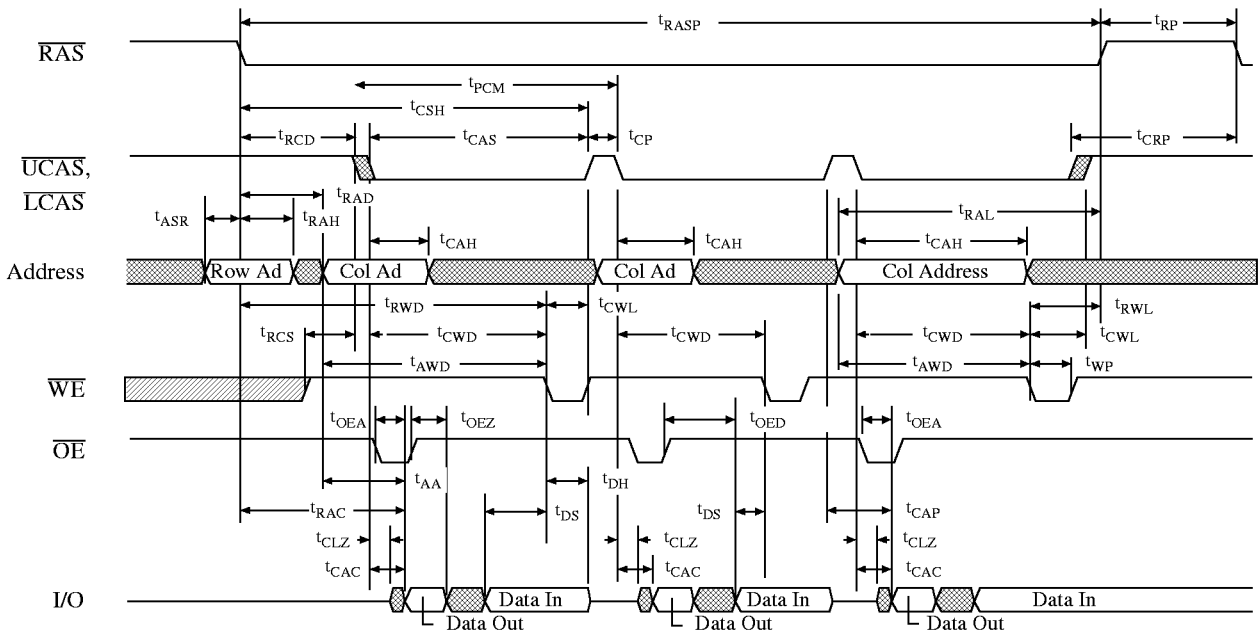 tRASP tRP
RAS
tPCM
tCSH
tRCD tCAS tCP tCRP
UCAS,
LCAS
tRAD
tASR tRAH tRAL
tCAH tCAH tCAH
Address Row Ad Col Ad Col Ad Col Address
tRWD tCWL tRWL
tRCS tCWD tCWD tCWD tCWL
tAWD tAWD tWP
WE
tOEA tOEZ tOED tOEA
OE
tAA tDH
tRAC tDS tDS tCAP
tCLZ tCLZ tCLZ
tCAC tCAC tCAC
I/O Data In Data In Data In
Data Out Data Out Data Out